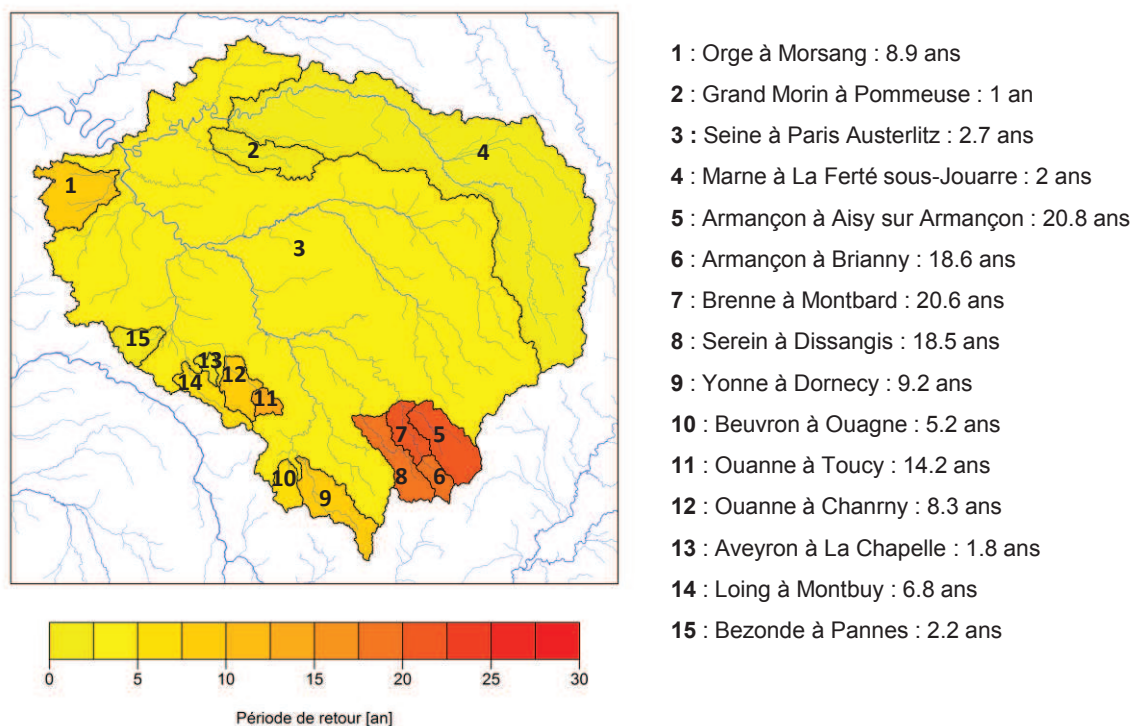 1 : Orge à Morsang : 8.9 ans
2 : Grand Morin à Pommeuse : 1 an
3 : Seine à Paris Austerlitz : 2.7 ans
4 : Marne à La Ferté sous-Jouarre : 2 ans
5 : Armançon à Aisy sur Armançon : 20.8 ans
6 : Armançon à Brianny : 18.6 ans
7 : Brenne à Montbard : 20.6 ans
8 : Serein à Dissangis : 18.5 ans
9 : Yonne à Dornecy : 9.2 ans
10 : Beuvron à Ouagne : 5.2 ans
11 : Ouanne à Toucy : 14.2 ans
12 : Ouanne à Chanrny : 8.3 ans
13 : Aveyron à La Chapelle : 1.8 ans
14 : Loing à Montbuy : 6.8 ans
15 : Bezonde à Pannes : 2.2 ans
2
4
1
3
15
13
14
12
11
7
5
8
6
10
9
0 5 10 15 20 25 30
Période de retour [an]